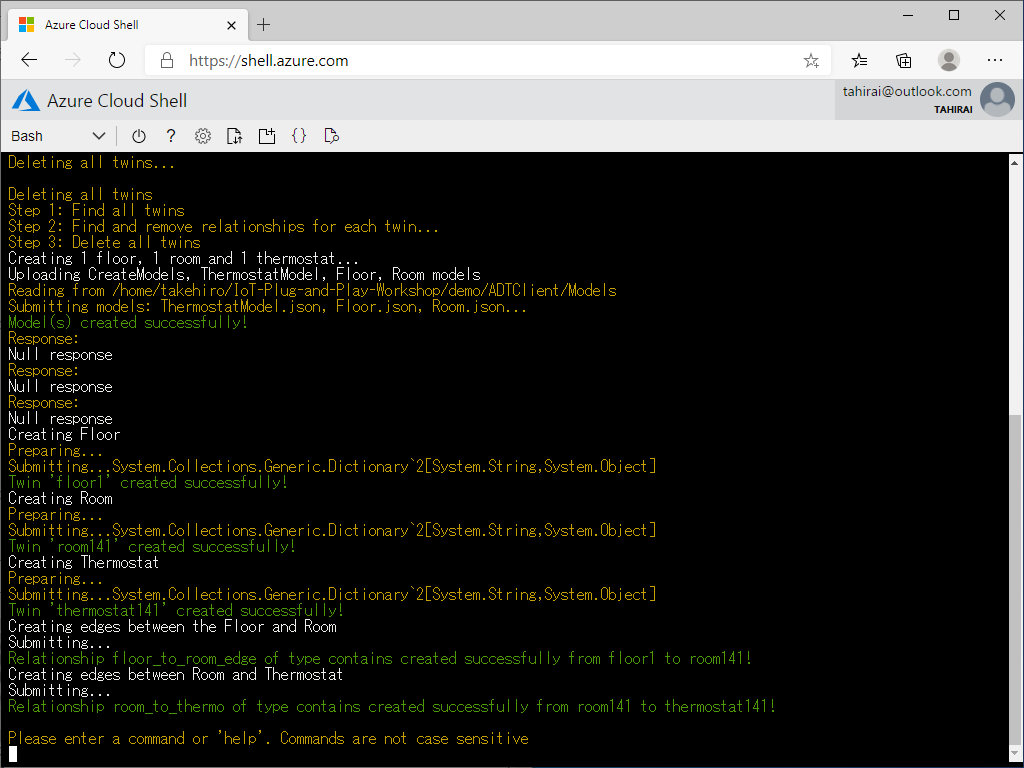 Azure Cloud Shell
https://shell.azure.com
Azure Cloud Shell
tahirai@outlook.com
TAHIRAI
Bash
Deleting all twins...
Deleting all twins
Step 1: Find all twins
Step 2: Find and remove relationships for each twin...
Step 3: Delete all twins
Creating 1 floor, 1 room and 1 thermostat...
Uploading CreateModels, ThermostatModel, Floor, Room models
Reading from /home/takehiro/IoT-Plug-and-Play-Workshop/demo/ADTClient/Models
Submitting models: ThermostatModel.json, Floor.json, Room.json...
Model(s) created successfully!
Response:
Null response
Response:
Null response
Response:
Null response
Creating Floor
Preparing...
Submitting...System.Collections.Generic.Dictionary`2[System.String,System.Object]
Twin 'floor1' created successfully!
Creating Room
Preparing...
Submitting...System.Collections.Generic.Dictionary`2[System.String,System.Object]
Twin 'room141' created successfully!
Creating Thermostat
Preparing...
Submitting...System.Collections.Generic.Dictionary`2[System.String,System.Object]
Twin 'thermostat141' created successfully!
Creating edges between the Floor and Room
Submitting...
Relationship floor_to_room_edge of type contains created successfully from floor1 to room141!
Creating edges between Room and Thermostat
Submitting...
Relationship room_to_thermo of type contains created successfully from room141 to thermostat141!
Please enter a command or 'help'. Commands are not case sensitive